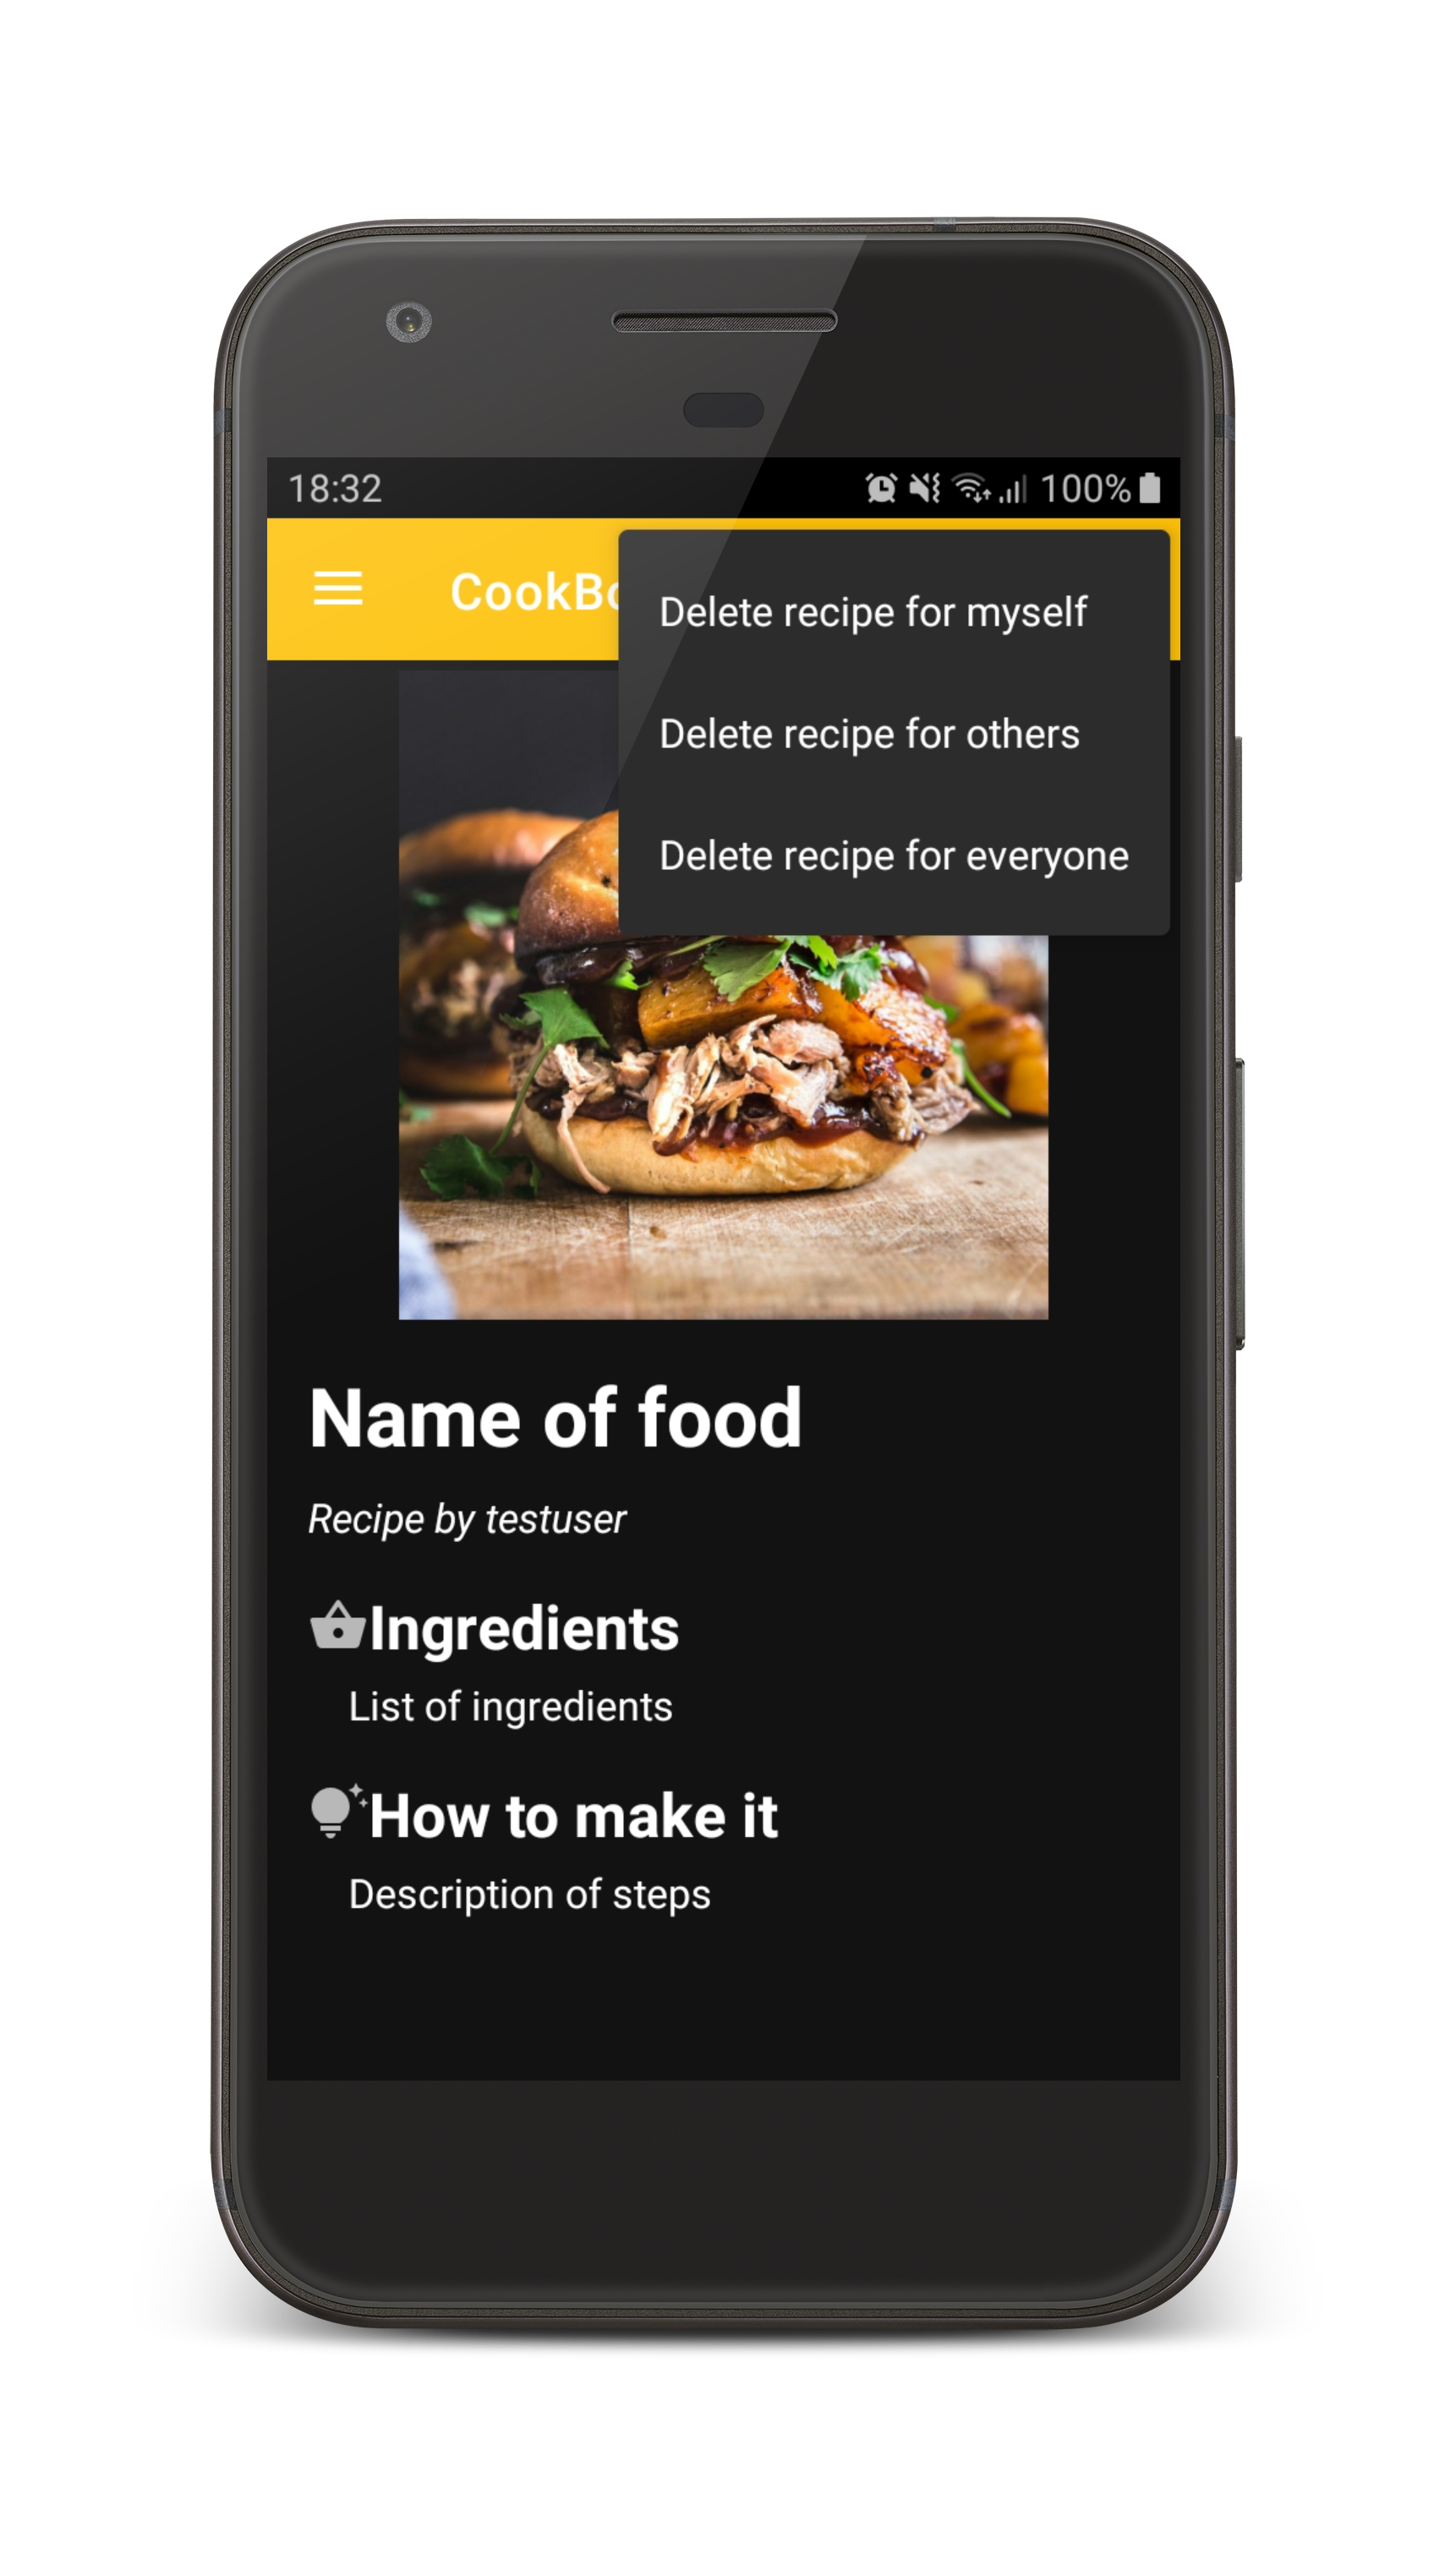 18:32 100%
CookBo
Delete recipe for myself
Delete recipe for others
Delete recipe for everyone
Name of food
Recipe by testuser
Ingredients
List of ingredients
How to make it
Description of steps